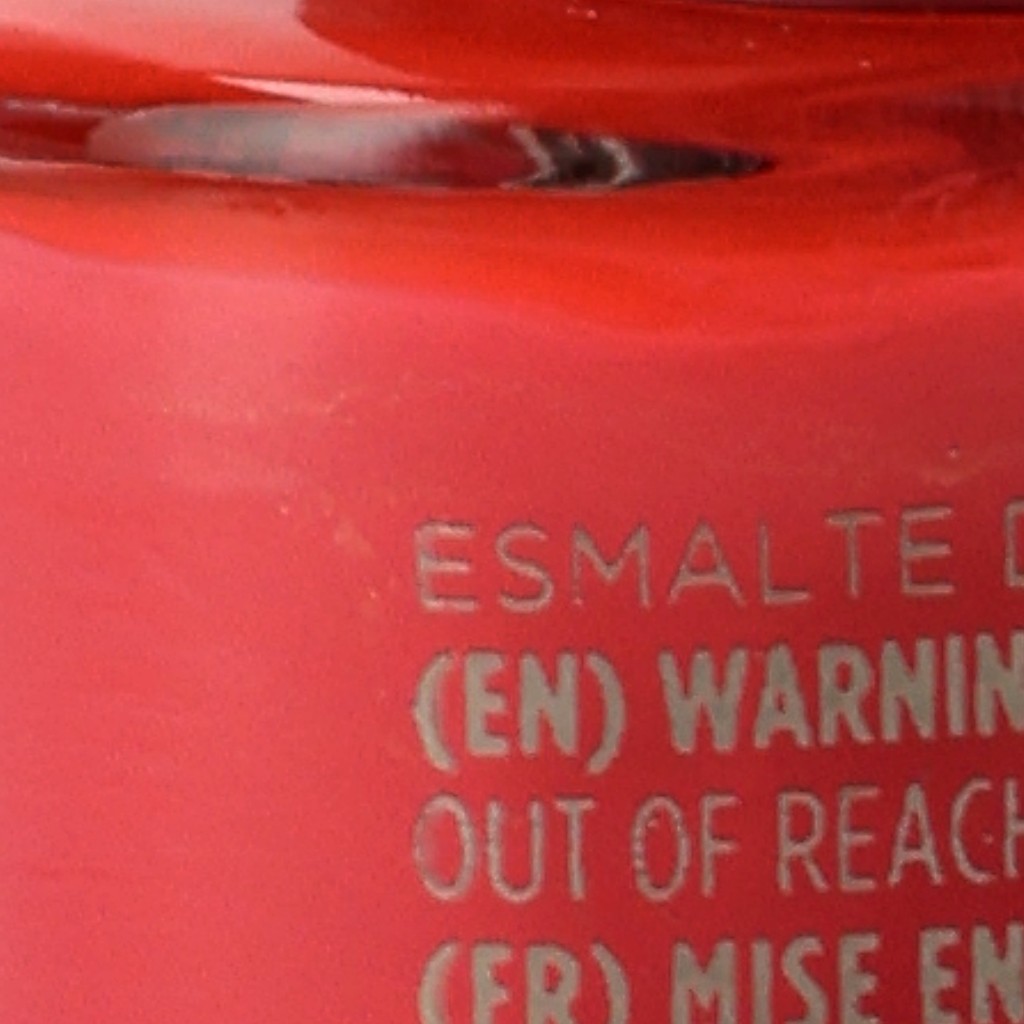 ESMALTE D
(EN) WARNIN
OUT OF REACH
(FR) MISE EN